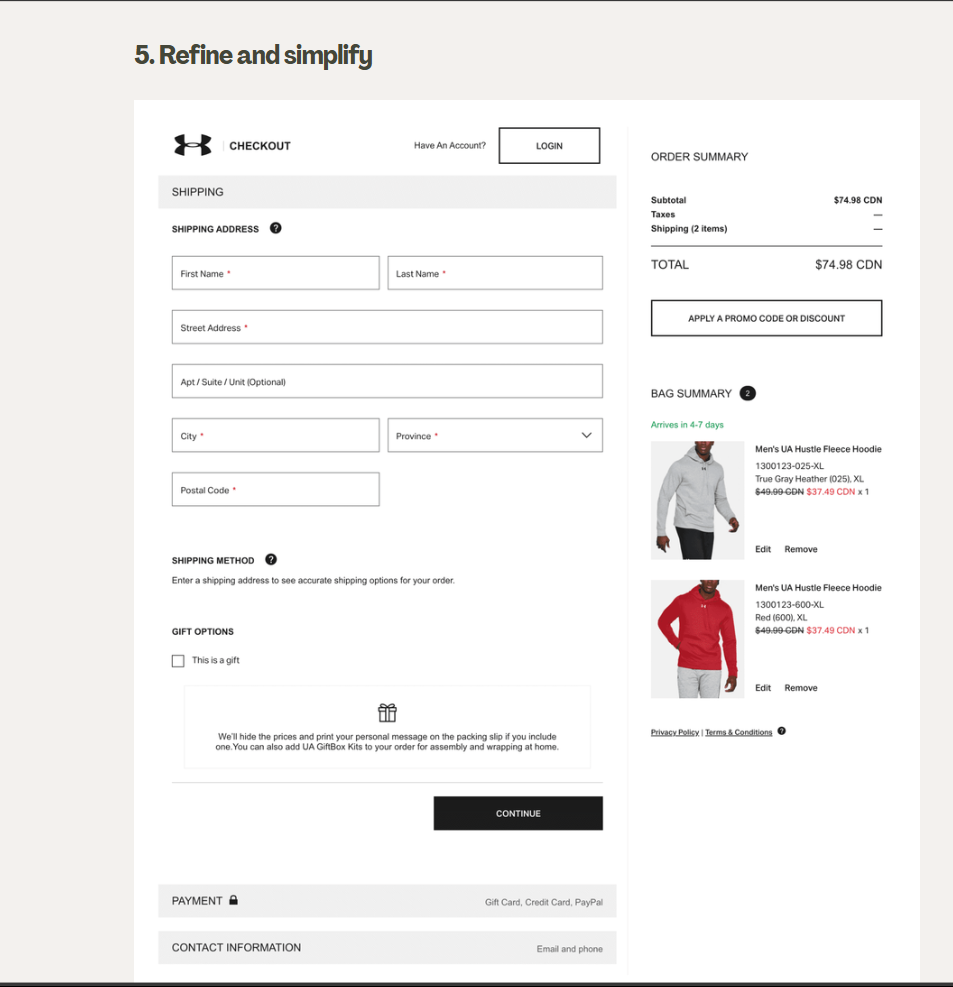 5. Refine and simplify
CHECKOUT
Have An Account?
LOGIN
SHIPPING
SHIPPING ADDRESS ?
First Name *
Last Name *
Street Address *
Apt / Suite / Unit (Optional)
City *
Province *
Postal Code *
SHIPPING METHOD ?
Enter a shipping address to see accurate shipping options for your order.
GIFT OPTIONS
This is a gift
We'll hide the prices and print your personal message on the packing slip if you include
one.You can also add UA GiftBox Kits to your order for assembly and wrapping at home.
CONTINUE
PAYMENT
Gift Card, Credit Card, PayPal
CONTACT INFORMATION
Email and phone
ORDER SUMMARY
Subtotal $74.98 CDN
Taxes —
Shipping (2 items) —
TOTAL $74.98 CDN
APPLY A PROMO CODE OR DISCOUNT
BAG SUMMARY 2
Arrives in 4-7 days
Men's UA Hustle Fleece Hoodie
1300123-025-XL
True Gray Heather (025), XL
$49.99 CDN $37.49 CDN x 1
Edit Remove
Men's UA Hustle Fleece Hoodie
1300123-600-XL
Red (600), XL
$49.99 CDN $37.49 CDN x 1
Edit Remove
Privacy Policy | Terms & Conditions ?